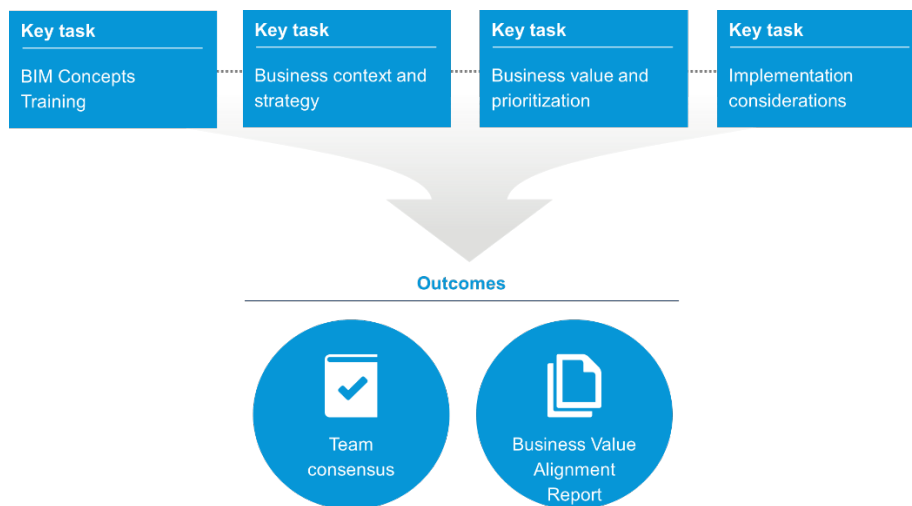 Key task
BIM Concepts
Training
Key task
Business context and
strategy
Key task
Business value and
prioritization
Key task
Implementation
considerations
Outcomes
Team
consensus
Business Value
Alignment
Report